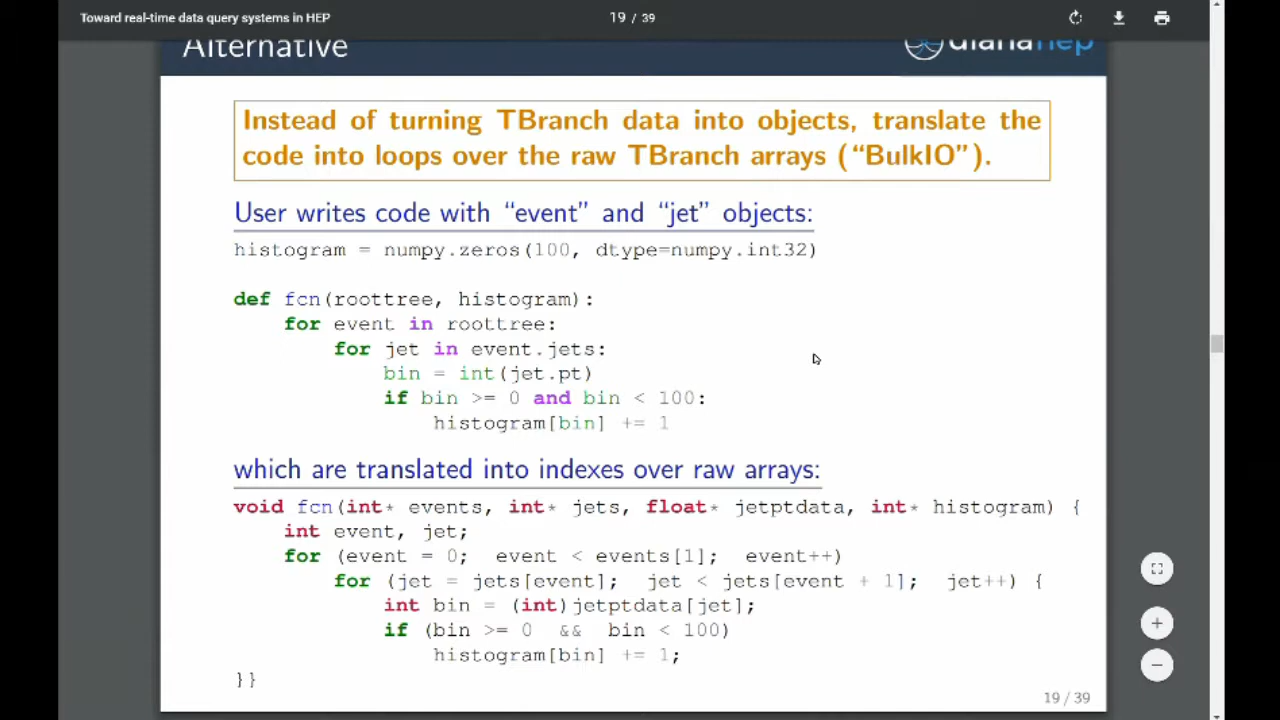 Toward real-time data query systems in HEP
19 / 39
Alternative
dianahep
Instead of turning TBranch data into objects, translate the
code into loops over the raw TBranch arrays (“BulkIO”).
User writes code with “event” and “jet” objects:
histogram = numpy.zeros(100, dtype=numpy.int32)
def fcn(roottree, histogram):
    for event in roottree:
        for jet in event.jets:
            bin = int(jet.pt)
            if bin >= 0 and bin < 100:
                histogram[bin] += 1
which are translated into indexes over raw arrays:
void fcn(int* events, int* jets, float* jetptdata, int* histogram) {
    int event, jet;
    for (event = 0;  event < events[1];  event++)
        for (jet = jets[event];  jet < jets[event + 1];  jet++) {
            int bin = (int)jetptdata[jet];
            if (bin >= 0  &&  bin < 100)
                histogram[bin] += 1;
}}
19 / 39